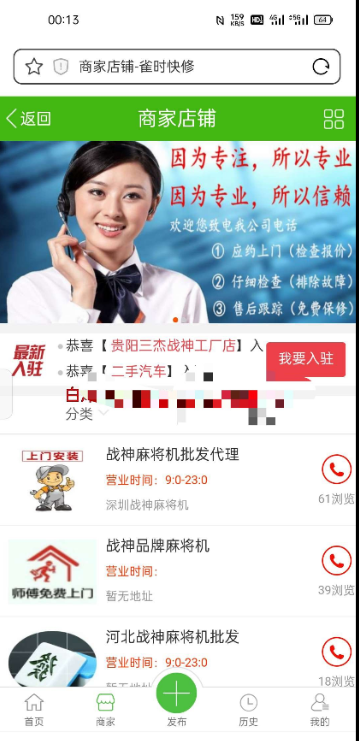 00:13
159
KB/S
HD
4G
5G
64
商家店铺-雀时快修
返回
商家店铺
因为专注，所以专业
因为专业，所以信赖
欢迎您致电我公司电话
① 应约上门（检查报价）
② 仔细检查（排除故障）
③ 售后跟踪（免费保修）
最新
入驻
恭喜【 贵阳三杰战神工厂店】入
恭喜【 二手汽车】入
我要入驻
分类
上门安装
战神麻将机批发代理
营业时间：9:0-23:0
深圳战神麻将机
61浏览
师傅免费上门
战神品牌麻将机
营业时间：
暂无地址
39浏览
河北战神麻将机批发
营业时间：9:0-23:0
暂无地址
18浏览
首页
商家
发布
历史
我的